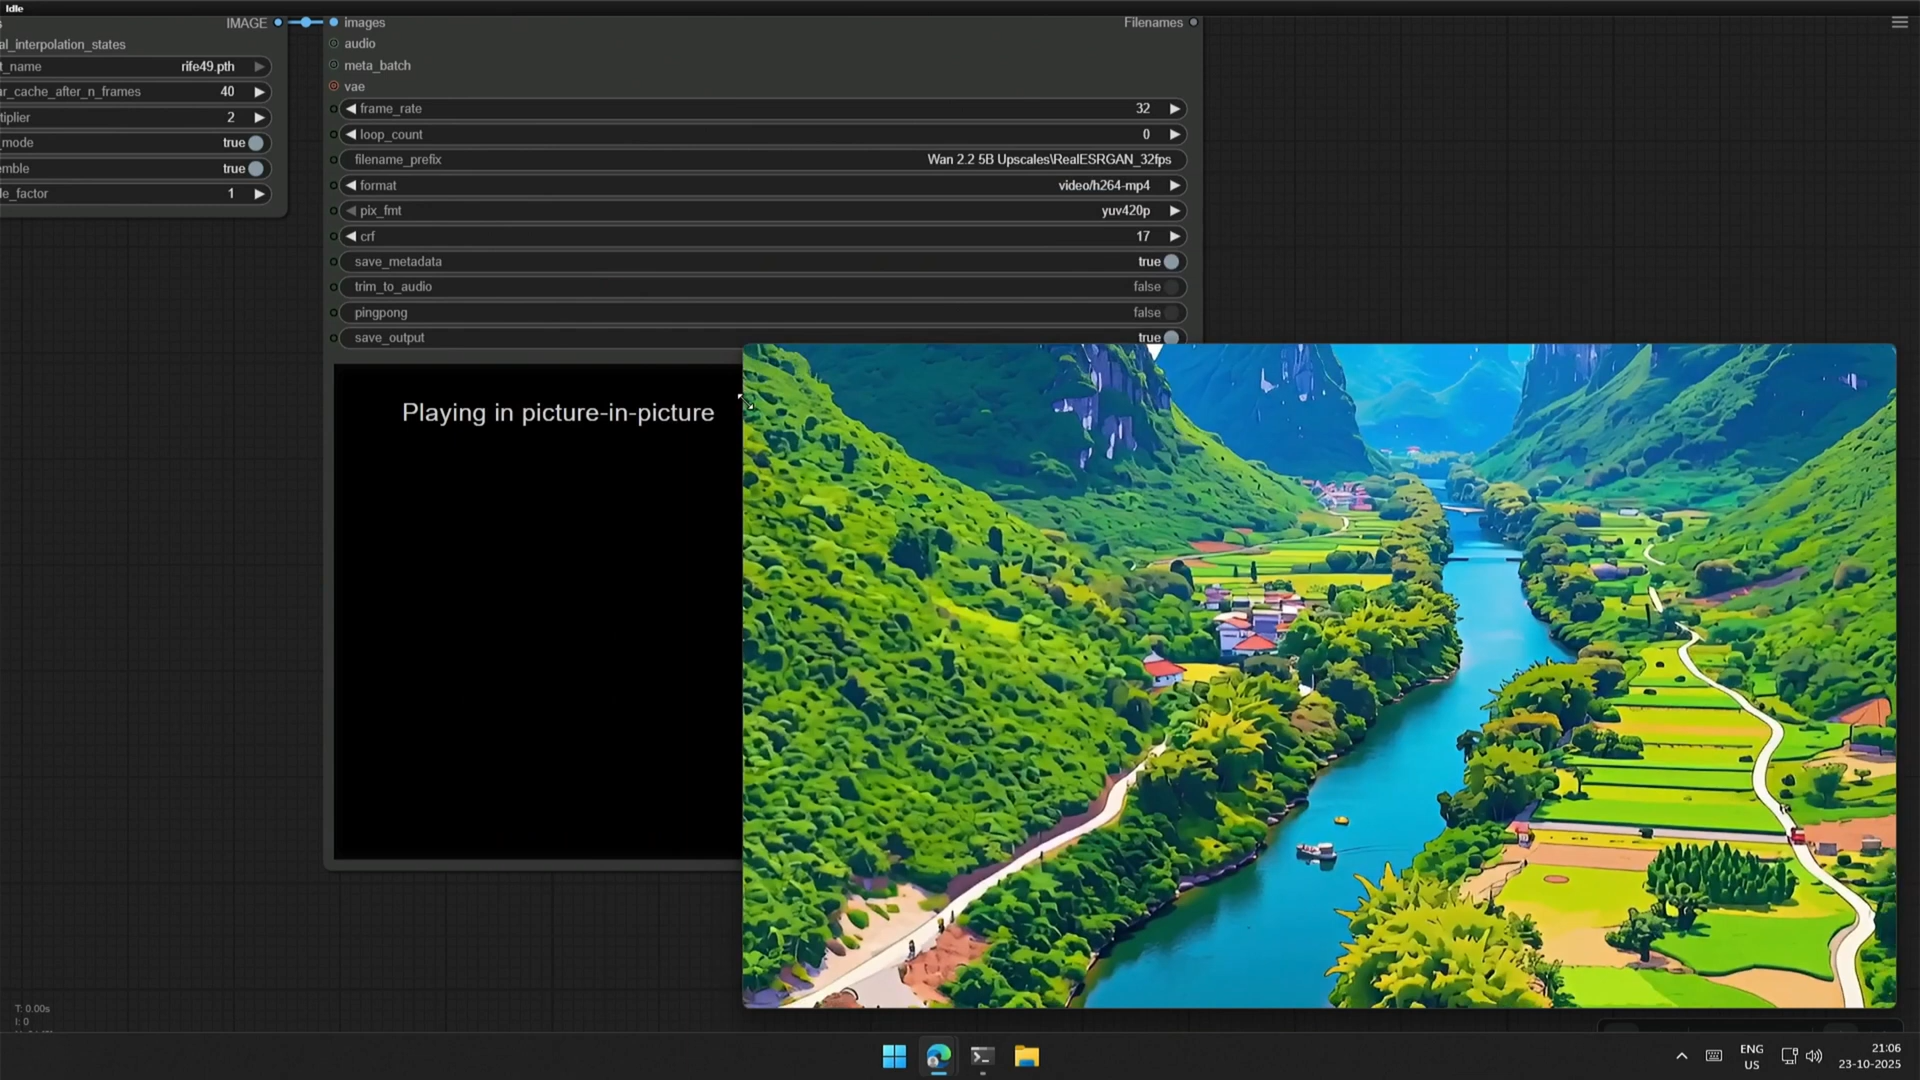 Idle
IMAGE
images
Filenames
al_interpolation_states
audio
t_name rife49.pth
meta_batch
ur_cache_after_n_frames 40
vae
tiplier 2
frame_rate 32
mode true
loop_count 0
emble true
filename_prefix Wan 2.2 5B Upscales\RealESRGAN_32fps
le_factor 1
format video/h264-mp4
pix_fmt yuv420p
crf 17
save_metadata true
trim_to_audio false
pingpong false
save_output true
Playing in picture-in-picture
T: 0.00s
I: 0
ENG
US
21:06
23-10-2025